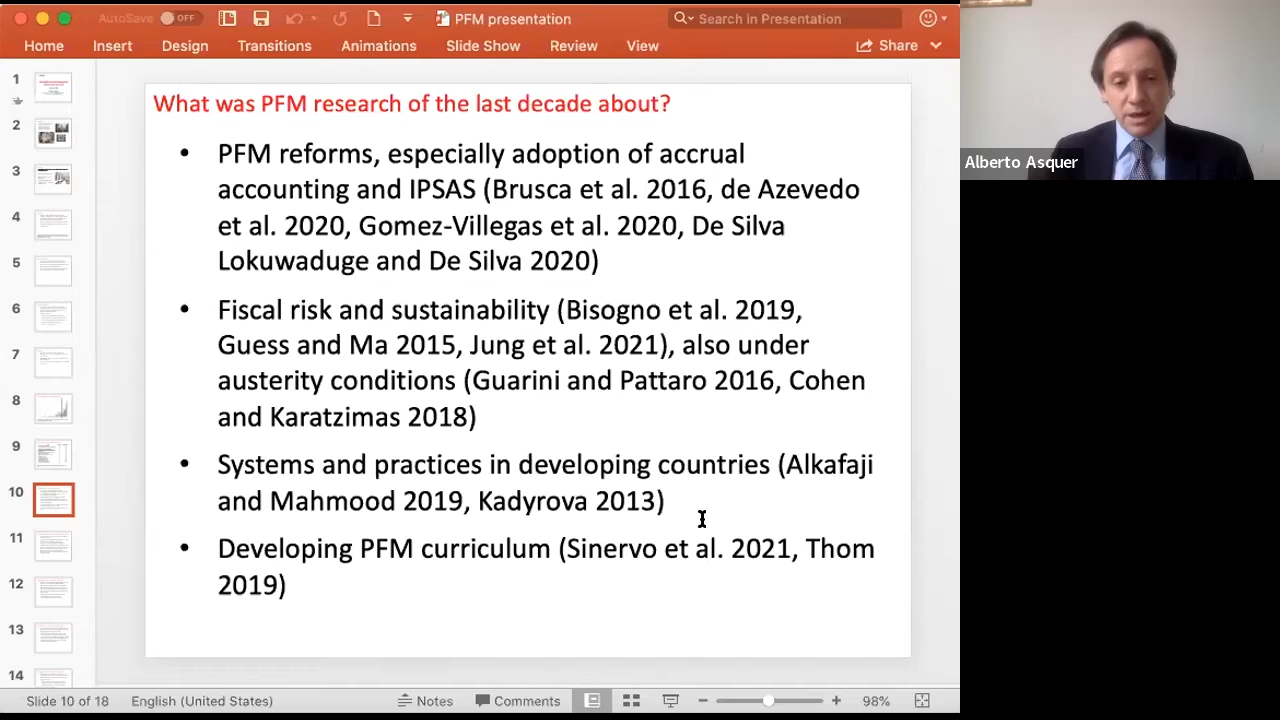 AutoSave OFF
PFM presentation
Search in Presentation
Home Insert Design Transitions Animations Slide Show Review View
Share
1
2
3
4
5
6
7
8
9
10
11
12
13
14
What was PFM research of the last decade about?
• PFM reforms, especially adoption of accrual
accounting and IPSAS (Brusca et al. 2016, de Azevedo
et al. 2020, Gomez-Villegas et al. 2020, De Silva
Lokuwaduge and De Silva 2020)
• Fiscal risk and sustainability (Bisogno et al. 2019,
Guess and Ma 2015, Jung et al. 2021), also under
austerity conditions (Guarini and Pattaro 2016, Cohen
and Karatzimas 2018)
• Systems and practices in developing countries (Alkafaji
and Mahmood 2019, Kadyrova 2013)
• Developing PFM curriculum (Sinervo et al. 2021, Thom
2019)
Alberto Asquer
Slide 10 of 18 English (United States) Notes Comments 98%